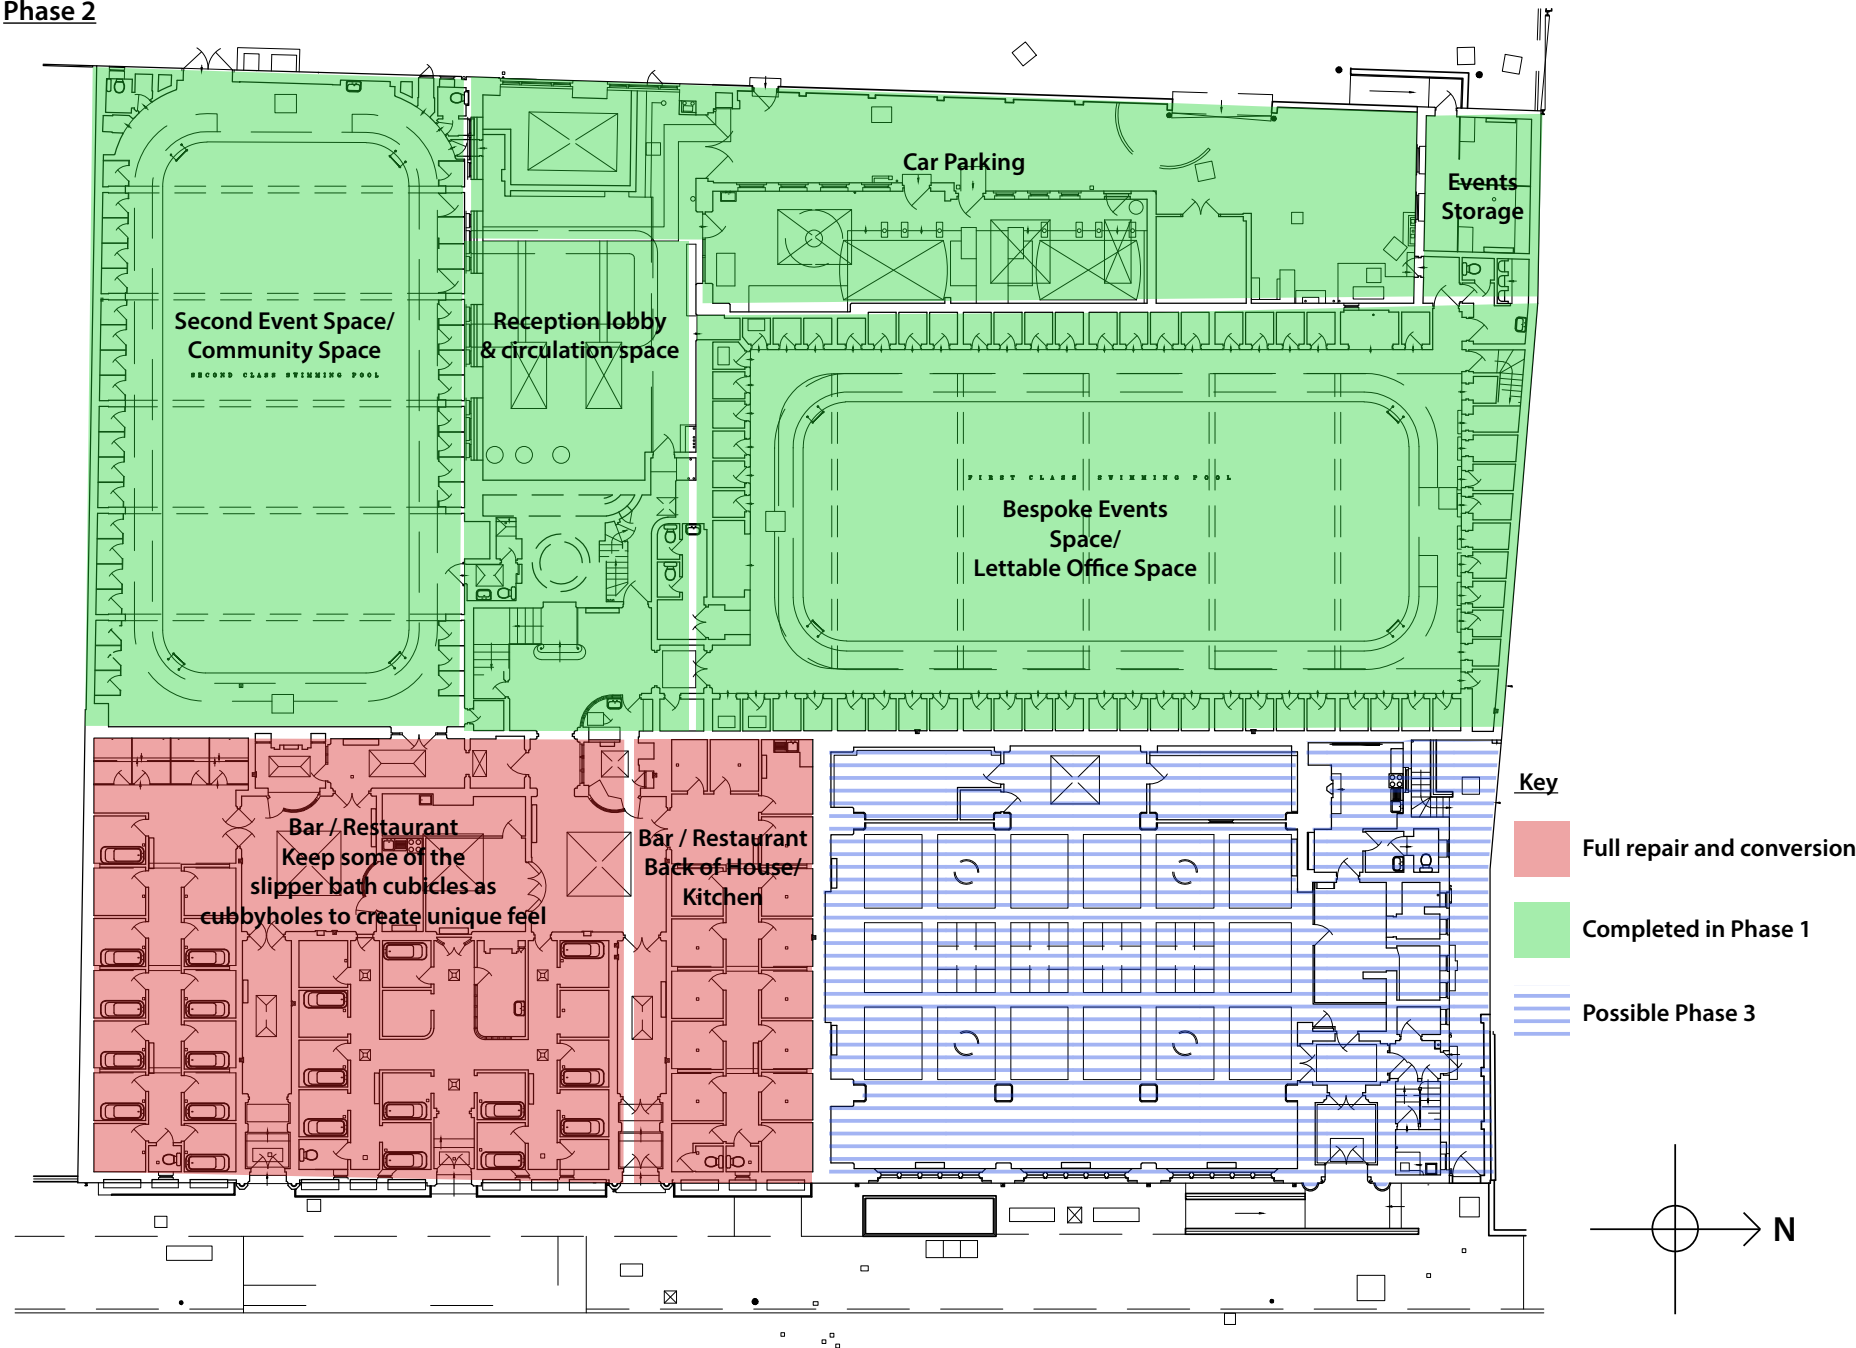 Phase 2
Car Parking
Events
Storage
Second Event Space/
Community Space
SECOND CLASS SWIMMING POOL
Reception lobby
& circulation space
FIRST CLASS SWIMMING POOL
Bespoke Events
Space/
Lettable Office Space
Bar / Restaurant
Keep some of the
slipper bath cubicles as
cubbyholes to create unique feel
Bar / Restaurant
Back of House/
Kitchen
Key
Full repair and conversion
Completed in Phase 1
Possible Phase 3
N